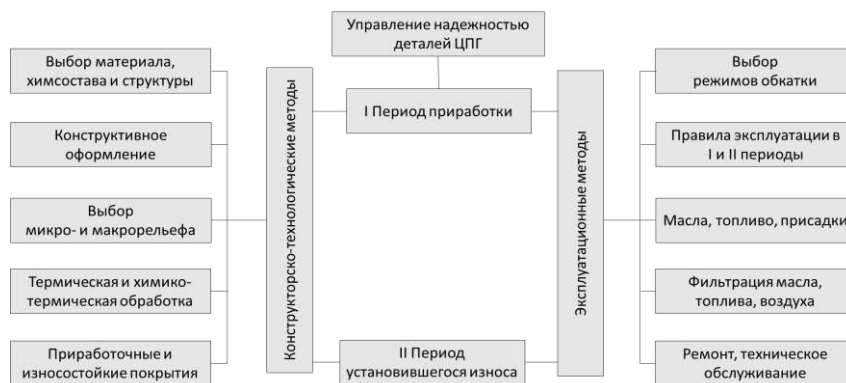 Управление надежностью
деталей ЦПГ
Выбор материала,
химсостава и структуры
Конструктивное
оформление
Выбор
микро- и макрорельефа
Термическая и химико-
термическая обработка
Приработочные и
износостойкие покрытия
Конструкторско-технологические методы
I Период приработки
II Период
установившегося износа
Эксплуатационные методы
Выбор
режимов обкатки
Правила эксплуатации в
I и II периоды
Масла, топливо, присадки
Фильтрация масла,
топлива, воздуха
Ремонт, техническое
обслуживание